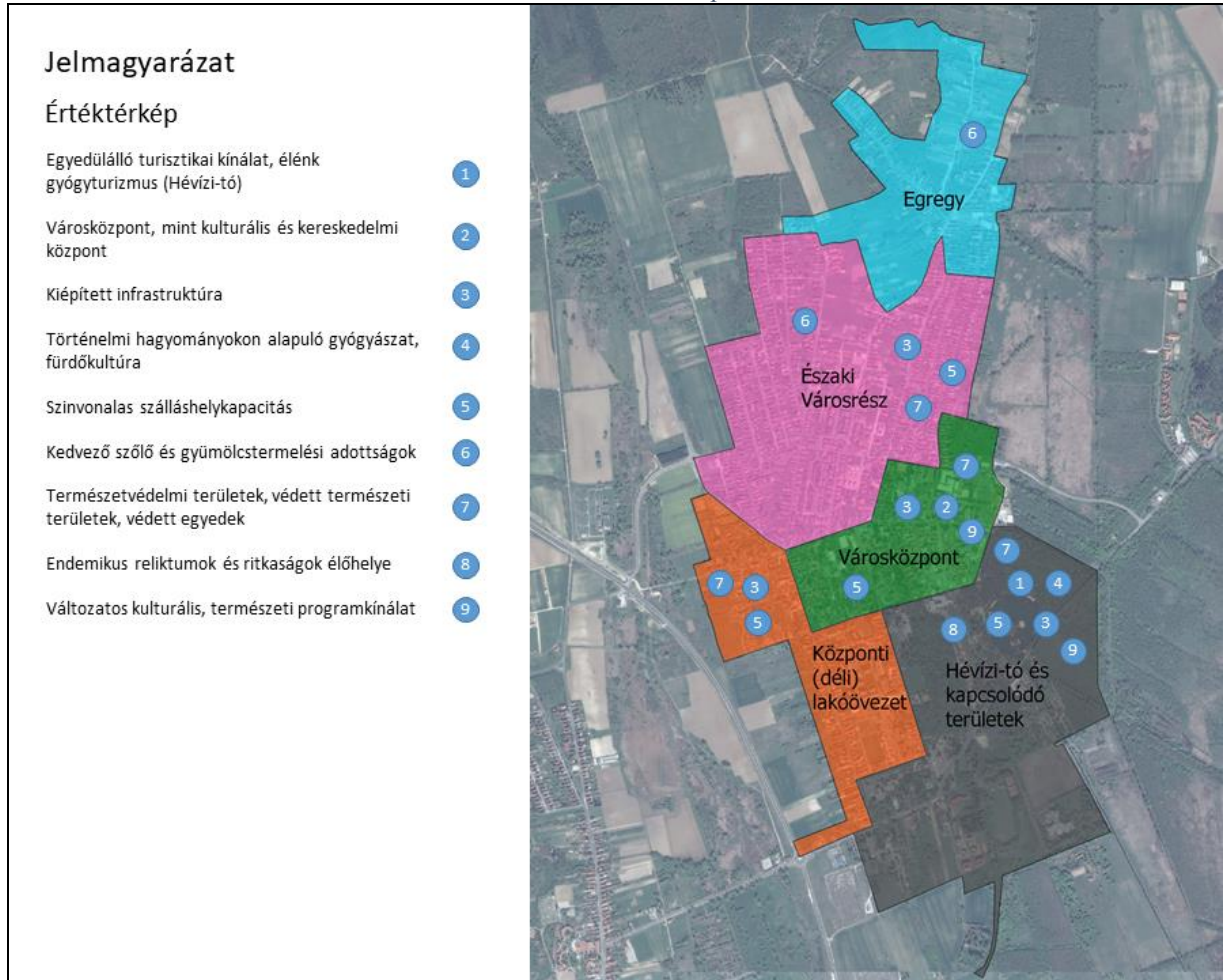 Jelmagyarázat
Értéktérkép
Egyedülálló turisztikai kínálat, élénk
gyógyturizmus (Hévízi-tó)
1
Városközpont, mint kulturális és kereskedelmi
központ
2
Kiépített infrastruktúra
3
Történelmi hagyományokon alapuló gyógyászat,
fürdőkultúra
4
Szinvonalas szálláshelykapacitás
5
Kedvező szőlő és gyümölcstermelési adottságok
6
Természetvédelmi területek, védett természeti
területek, védett egyedek
7
Endemikus reliktumok és ritkaságok élőhelye
8
Változatos kulturális, természeti programkínálat
9
6
Egregy
6
3
Északi
Városrész
5
7
7
3
2
9
Városközpont
5
7
3
5
Központi
(déli)
lakóövezet
7
1
4
8
5
3
9
Hévízi-tó és
kapcsolódó
területek